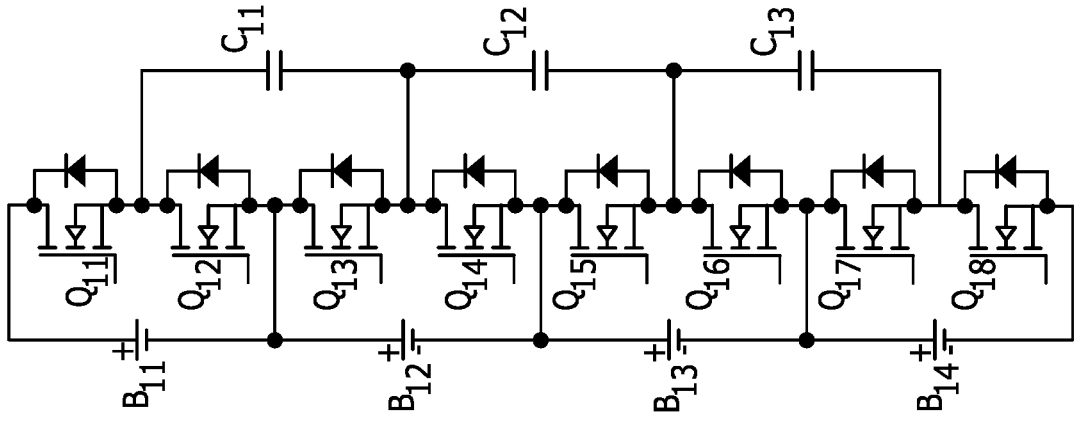 C11
C12
C13
Q11
Q12
Q13
Q14
Q15
Q16
Q17
Q18
+
+ -
+ -
+ -
B11
B12
B13
B14